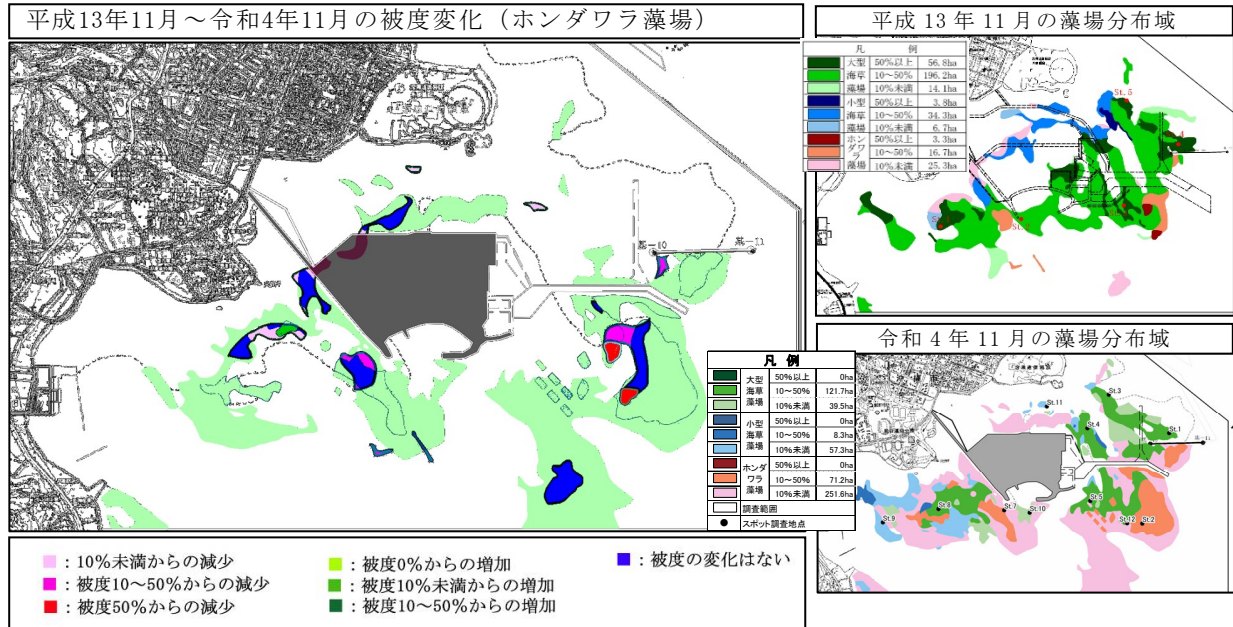 平成13年11月～令和4年11月の被度変化（ホンダワラ藻場）
基-10
基-11
：10%未満からの減少
：被度10～50%からの減少
：被度50%からの減少
：被度0%からの増加
：被度10%未満からの増加
：被度10～50%からの増加
：被度の変化はない
平成 13 年 11 月の藻場分布域
凡 例
大型 50%以上 56.8ha
海草 10～50% 196.2ha
藻場 10%未満 14.1ha
小型 50%以上 3.8ha
海草 10～50% 34.3ha
藻場 10%未満 6.7ha
ホン 50%以上 3.3ha
ダワラ 10～50% 16.7ha
藻場 10%未満 25.3ha
St.5
令和 4 年 11 月の藻場分布域
凡 例
大型 50%以上 0ha
海草 10～50% 121.7ha
藻場 10%未満 39.5ha
小型 50%以上 0ha
海草 10～50% 8.3ha
藻場 10%未満 57.3ha
ホンダ 50%以上 0ha
ワラ 10～50% 71.2ha
藻場 10%未満 251.6ha
調査範囲
スポット調査地点
St.3
St.11
St.4
St.1
St.8
St.9
St.7
St.10
St.5
St.12
St.2